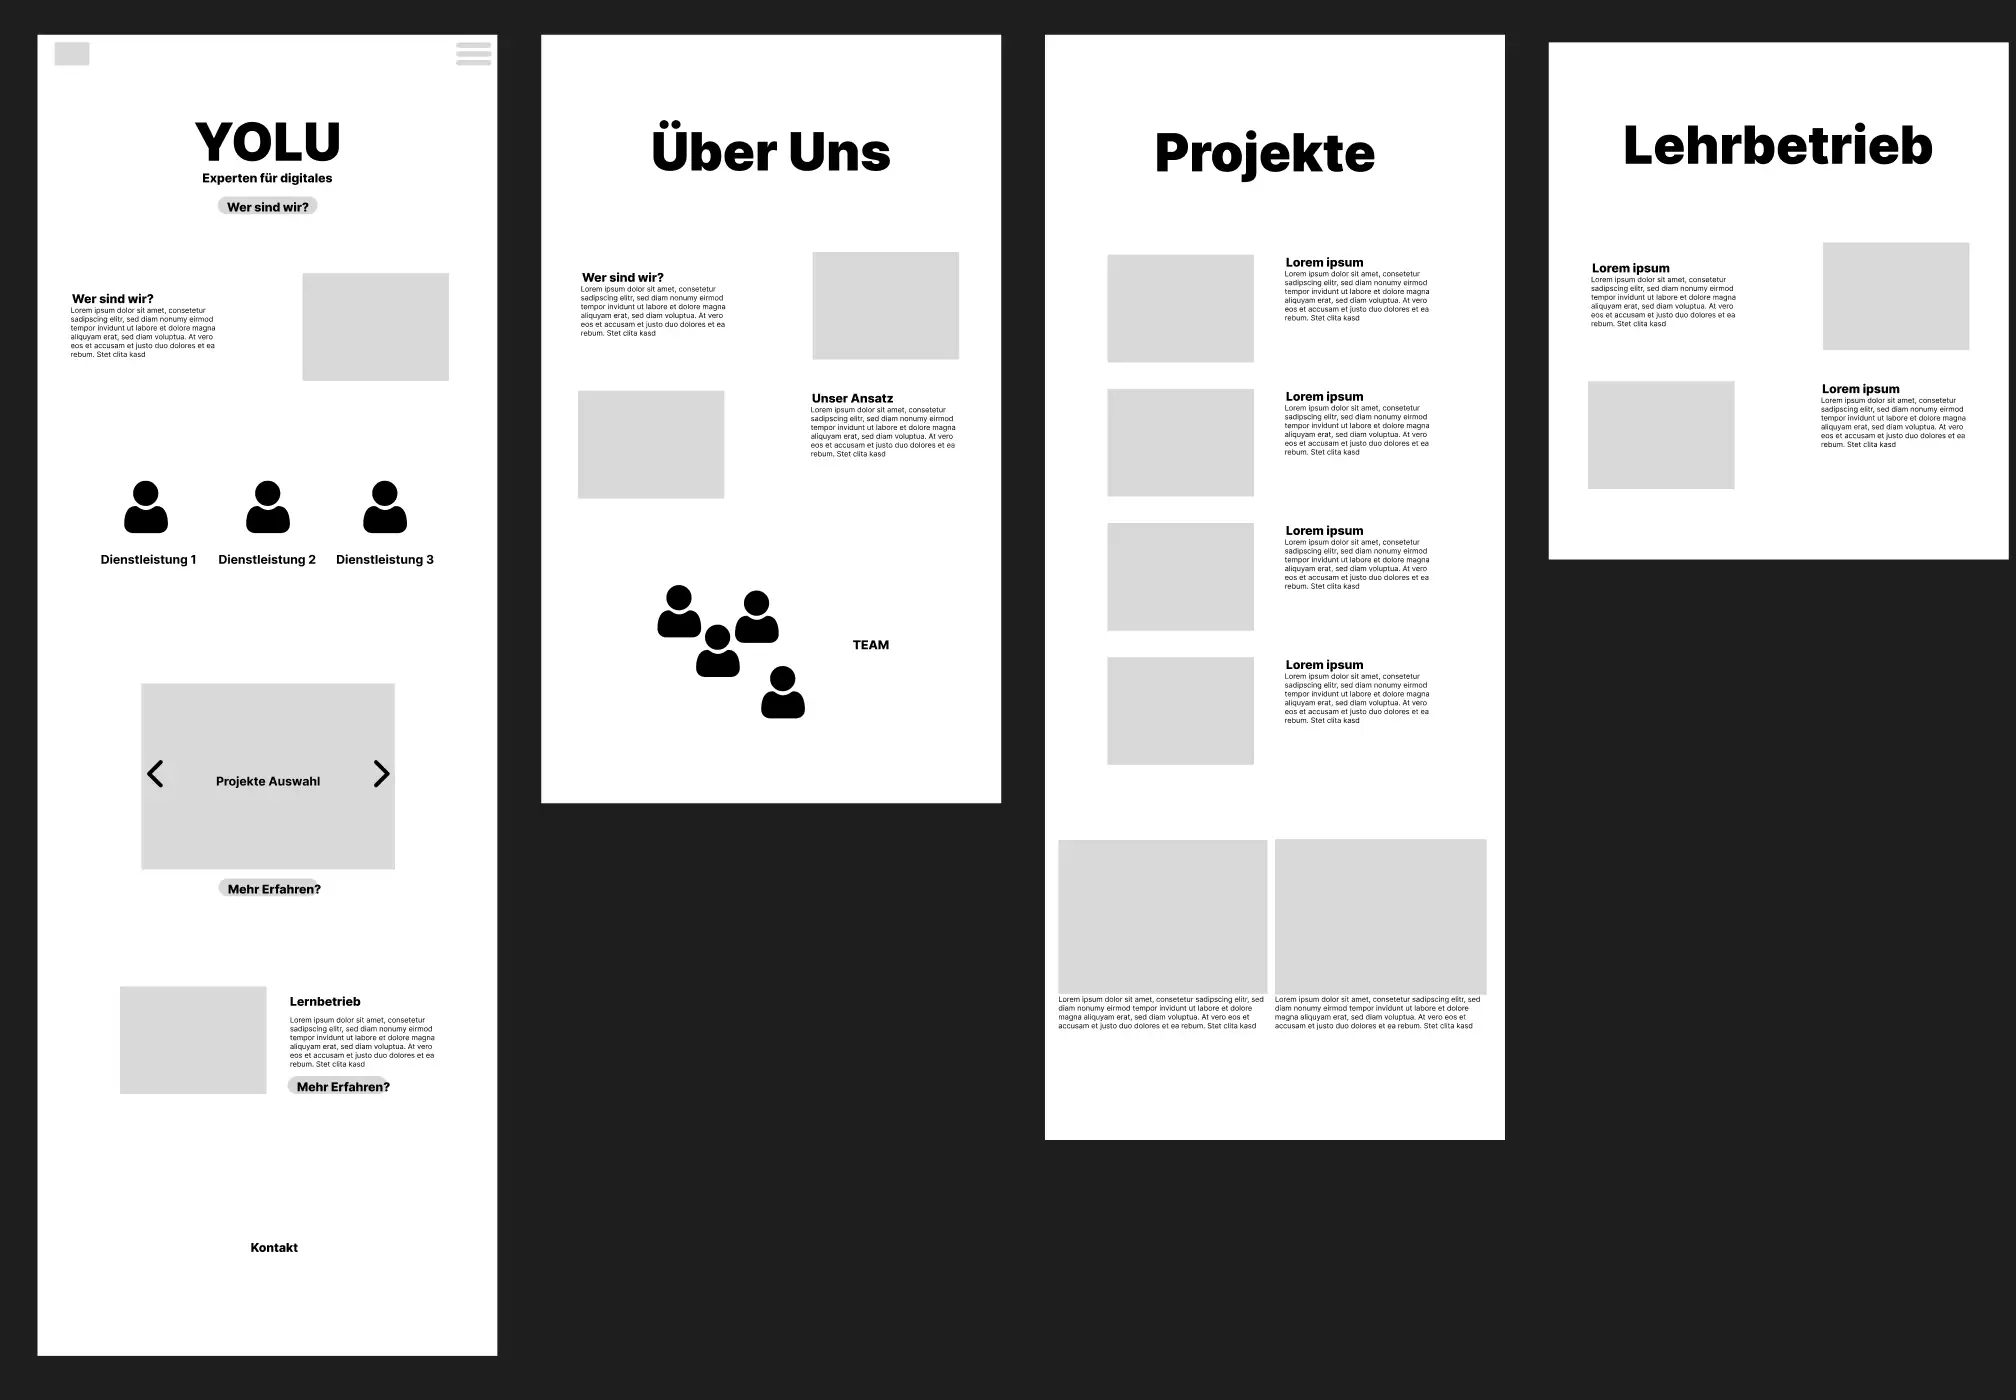 YOLU
Experten für digitales
Wer sind wir?
Wer sind wir?
Lorem ipsum dolor sit amet, consetetur
sadipscing elitr, sed diam nonumy eirmod
tempor invidunt ut labore et dolore magna
aliquyam erat, sed diam voluptua. At vero
eos et accusam et justo duo dolores et ea
rebum. Stet clita kasd
Dienstleistung 1
Dienstleistung 2
Dienstleistung 3
Projekte Auswahl
Mehr Erfahren?
Lernbetrieb
Lorem ipsum dolor sit amet, consetetur
sadipscing elitr, sed diam nonumy eirmod
tempor invidunt ut labore et dolore magna
aliquyam erat, sed diam voluptua. At vero
eos et accusam et justo duo dolores et ea
rebum. Stet clita kasd
Mehr Erfahren?
Kontakt
Über Uns
Wer sind wir?
Lorem ipsum dolor sit amet, consetetur
sadipscing elitr, sed diam nonumy eirmod
tempor invidunt ut labore et dolore magna
aliquyam erat, sed diam voluptua. At vero
eos et accusam et justo duo dolores et ea
rebum. Stet clita kasd
Unser Ansatz
Lorem ipsum dolor sit amet, consetetur
sadipscing elitr, sed diam nonumy eirmod
tempor invidunt ut labore et dolore magna
aliquyam erat, sed diam voluptua. At vero
eos et accusam et justo duo dolores et ea
rebum. Stet clita kasd
TEAM
Projekte
Lorem ipsum
Lorem ipsum dolor sit amet, consetetur
sadipscing elitr, sed diam nonumy eirmod
tempor invidunt ut labore et dolore magna
aliquyam erat, sed diam voluptua. At vero
eos et accusam et justo duo dolores et ea
rebum. Stet clita kasd
Lorem ipsum
Lorem ipsum dolor sit amet, consetetur
sadipscing elitr, sed diam nonumy eirmod
tempor invidunt ut labore et dolore magna
aliquyam erat, sed diam voluptua. At vero
eos et accusam et justo duo dolores et ea
rebum. Stet clita kasd
Lorem ipsum
Lorem ipsum dolor sit amet, consetetur
sadipscing elitr, sed diam nonumy eirmod
tempor invidunt ut labore et dolore magna
aliquyam erat, sed diam voluptua. At vero
eos et accusam et justo duo dolores et ea
rebum. Stet clita kasd
Lorem ipsum
Lorem ipsum dolor sit amet, consetetur
sadipscing elitr, sed diam nonumy eirmod
tempor invidunt ut labore et dolore magna
aliquyam erat, sed diam voluptua. At vero
eos et accusam et justo duo dolores et ea
rebum. Stet clita kasd
Lorem ipsum dolor sit amet, consetetur sadipscing elitr, sed
diam nonumy eirmod tempor invidunt ut labore et dolore
magna aliquyam erat, sed diam voluptua. At vero eos et
accusam et justo duo dolores et ea rebum. Stet clita kasd
Lorem ipsum dolor sit amet, consetetur sadipscing elitr, sed
diam nonumy eirmod tempor invidunt ut labore et dolore
magna aliquyam erat, sed diam voluptua. At vero eos et
accusam et justo duo dolores et ea rebum. Stet clita kasd
Lehrbetrieb
Lorem ipsum
Lorem ipsum dolor sit amet, consetetur
sadipscing elitr, sed diam nonumy eirmod
tempor invidunt ut labore et dolore magna
aliquyam erat, sed diam voluptua. At vero
eos et accusam et justo duo dolores et ea
rebum. Stet clita kasd
Lorem ipsum
Lorem ipsum dolor sit amet, consetetur
sadipscing elitr, sed diam nonumy eirmod
tempor invidunt ut labore et dolore magna
aliquyam erat, sed diam voluptua. At vero
eos et accusam et justo duo dolores et ea
rebum. Stet clita kasd